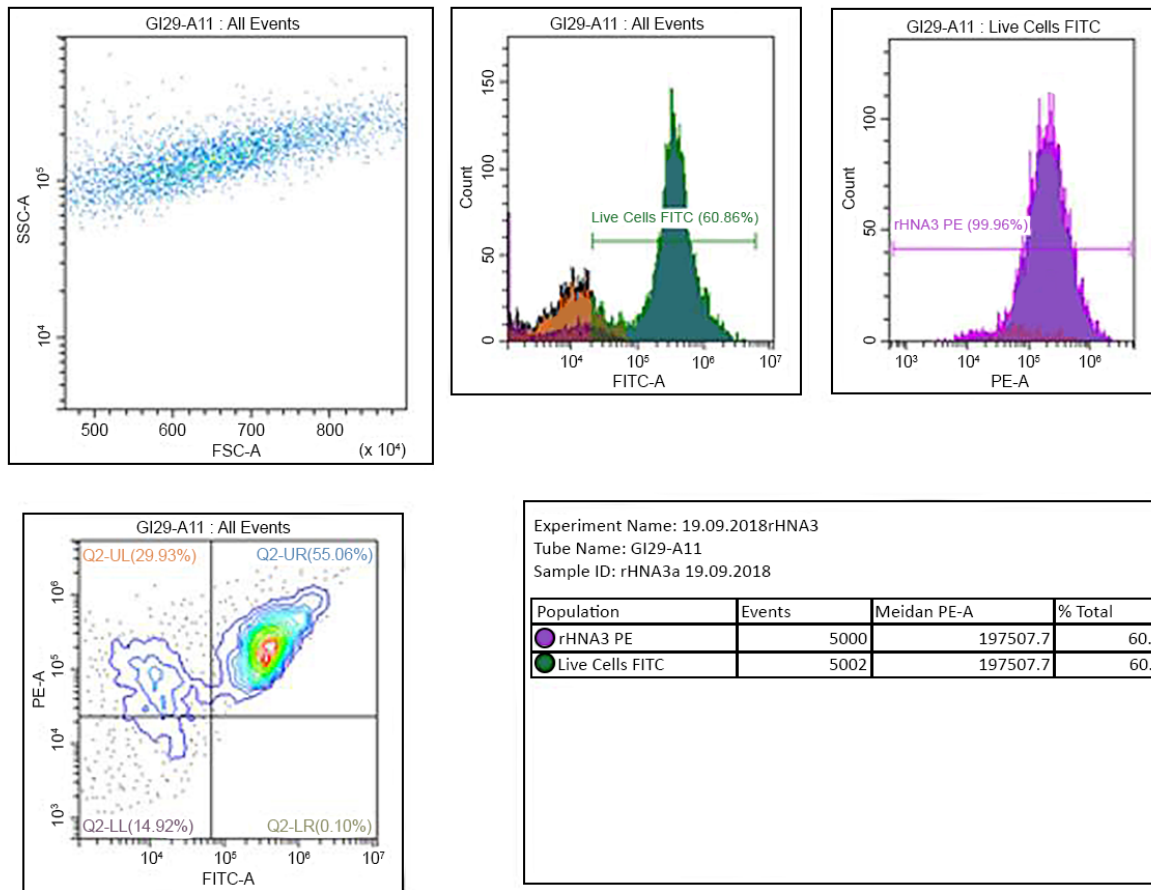 GI29-A11 : All Events
SSC-A
10⁵
10⁴
500 600 700 800
FSC-A (x 10⁴)
GI29-A11 : All Events
Count
150
100
50
0
Live Cells FITC (60.86%)
10⁴ 10⁵ 10⁶ 10⁷
FITC-A
GI29-A11 : Live Cells FITC
Count
100
50
0
rHNA3 PE (99.96%)
10³ 10⁴ 10⁵ 10⁶
PE-A
GI29-A11 : All Events
Q2-UL(29.93%) Q2-UR(55.06%)
PE-A
10⁶
10⁵
10⁴
10³
Q2-LL(14.92%) Q2-LR(0.10%)
10⁴ 10⁵ 10⁶ 10⁷
FITC-A
Experiment Name: 19.09.2018rHNA3
Tube Name: GI29-A11
Sample ID: rHNA3a 19.09.2018
Population Events Meidan PE-A % Total
rHNA3 PE 5000 197507.7 60.
Live Cells FITC 5002 197507.7 60.